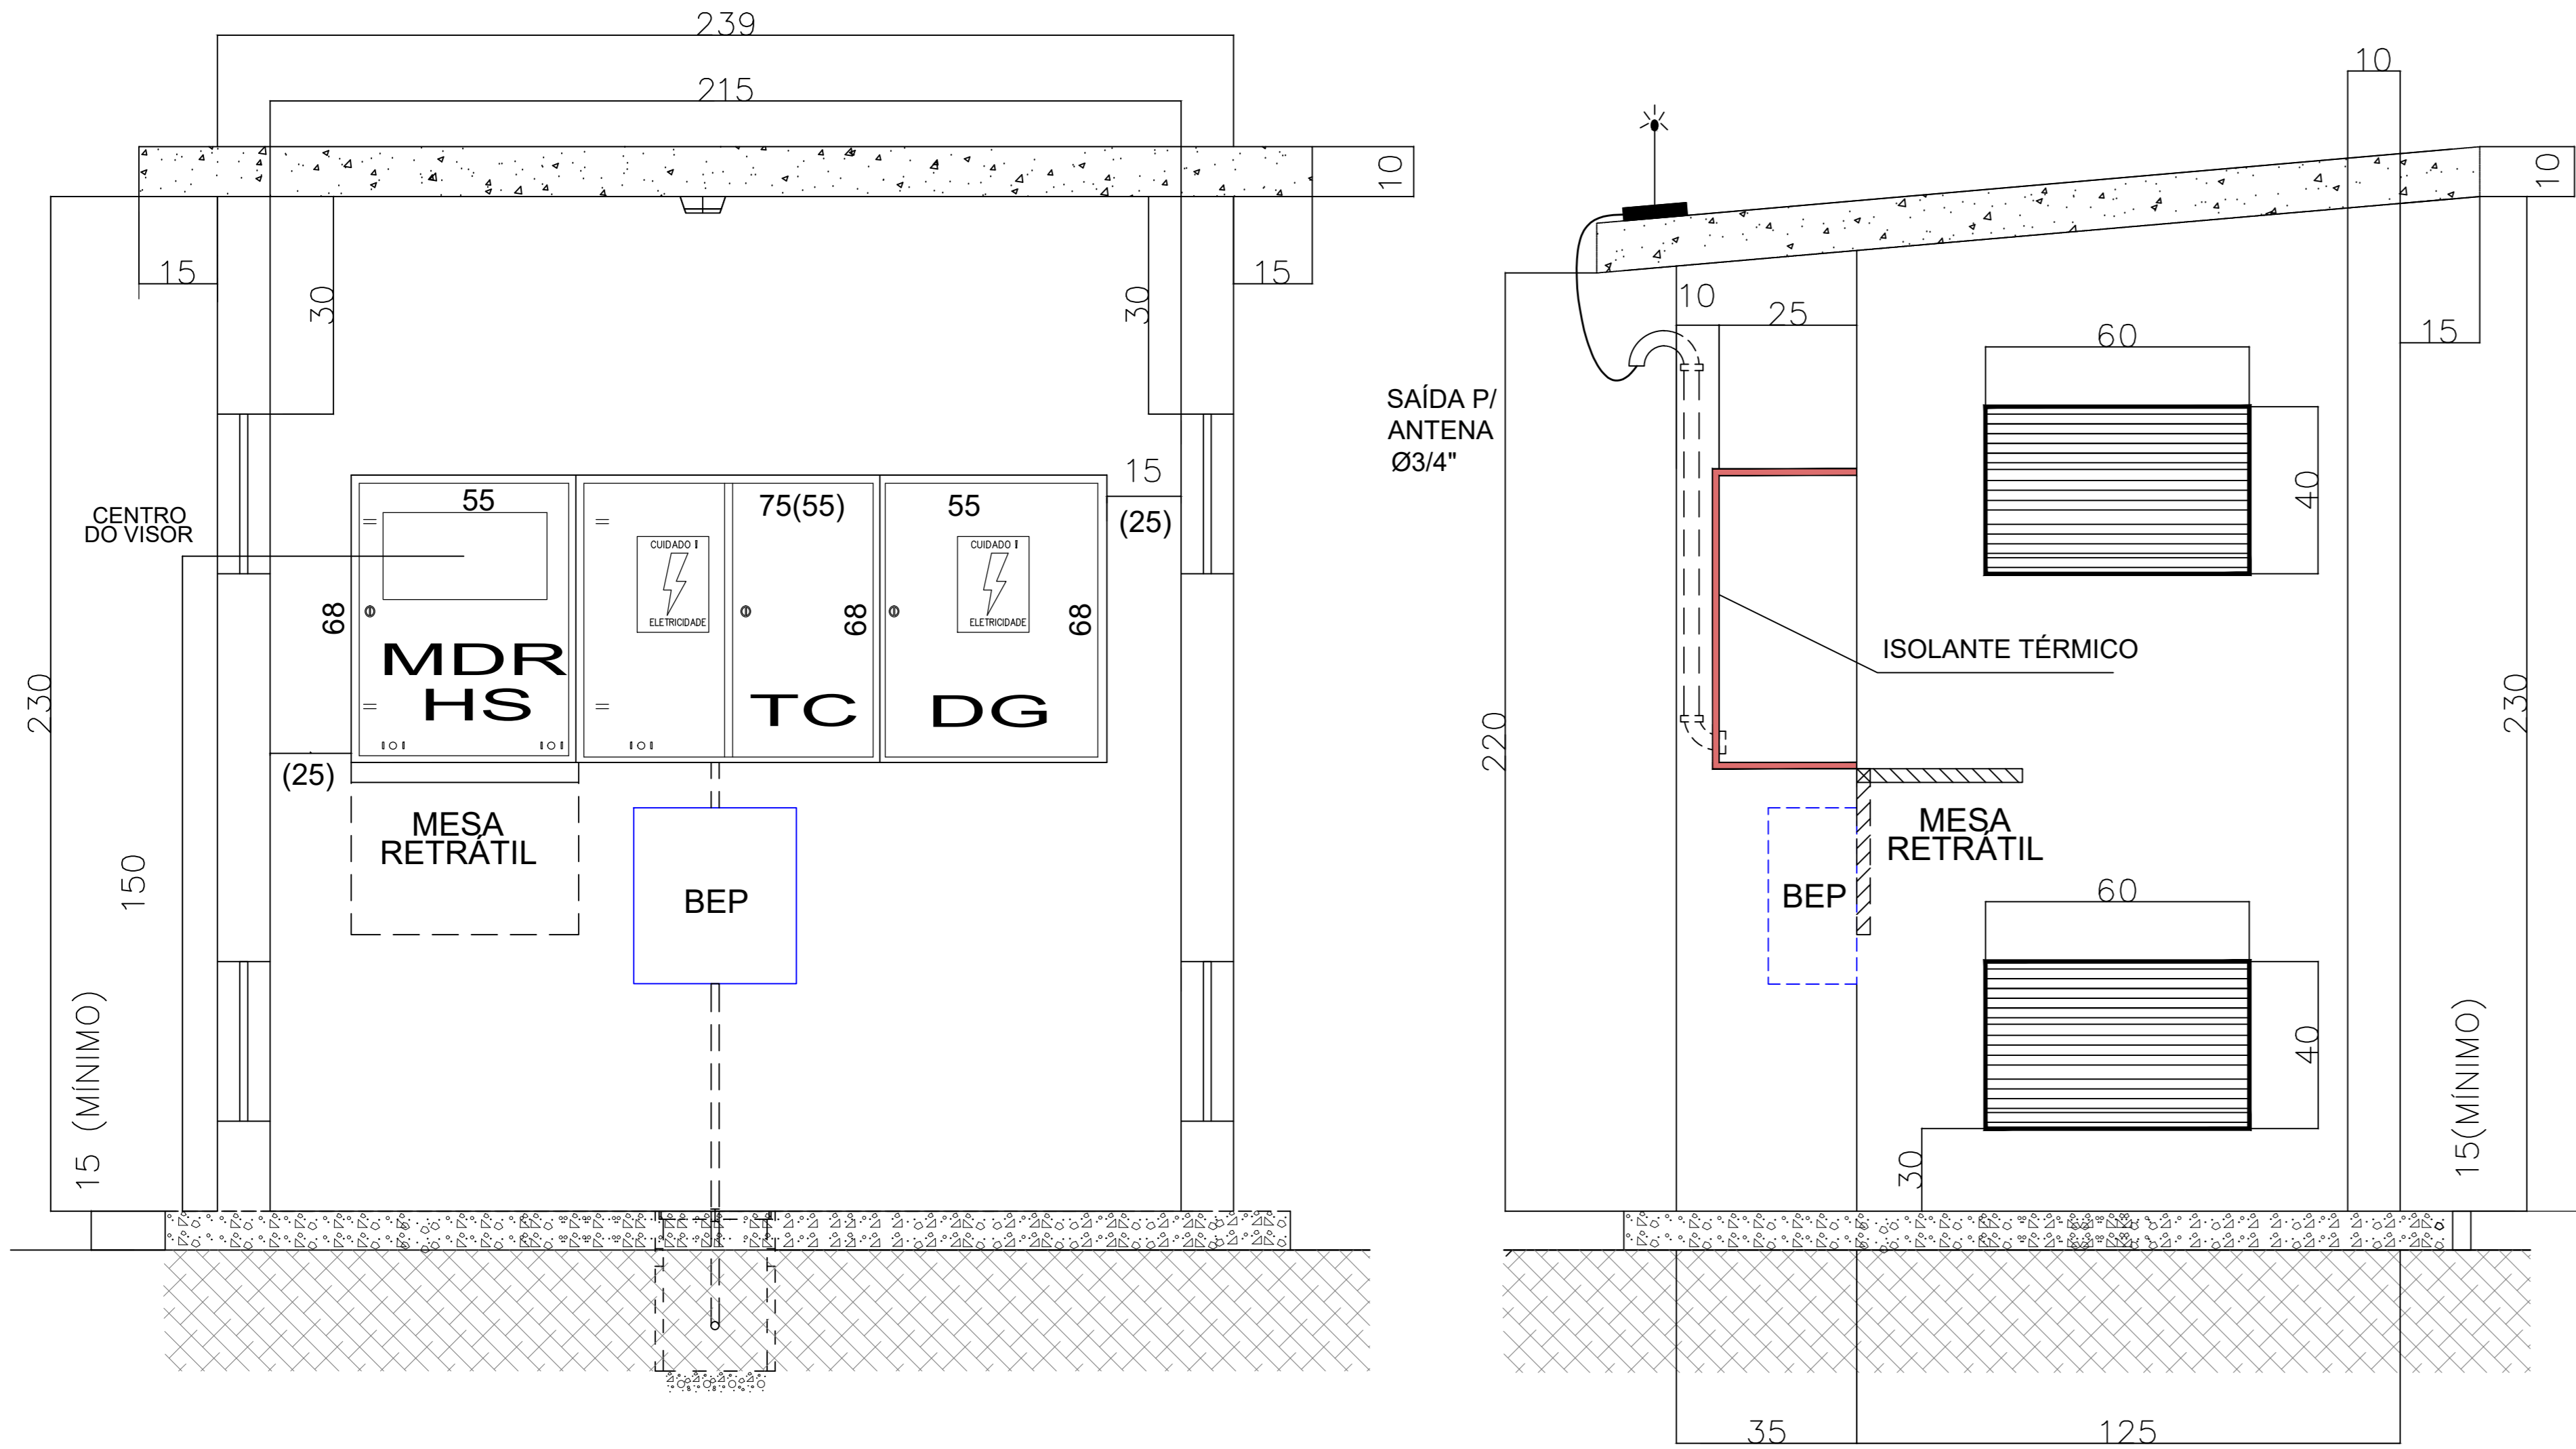 239
215
10
15
15
30
30
CENTRO
DO VISOR
55
75(55)
55
15
(25)
CUIDADO !
ELETRICIDADE
CUIDADO !
ELETRICIDADE
68
68
68
MDR
HS
TC
DG
230
(25)
MESA
RETRÁTIL
BEP
150
15 (MÍNIMO)
10
10
10
25
60
15
SAÍDA P/
ANTENA
Ø3/4"
40
ISOLANTE TÉRMICO
220
230
MESA
RETRÁTIL
BEP
60
40
30
15(MÍNIMO)
35
125